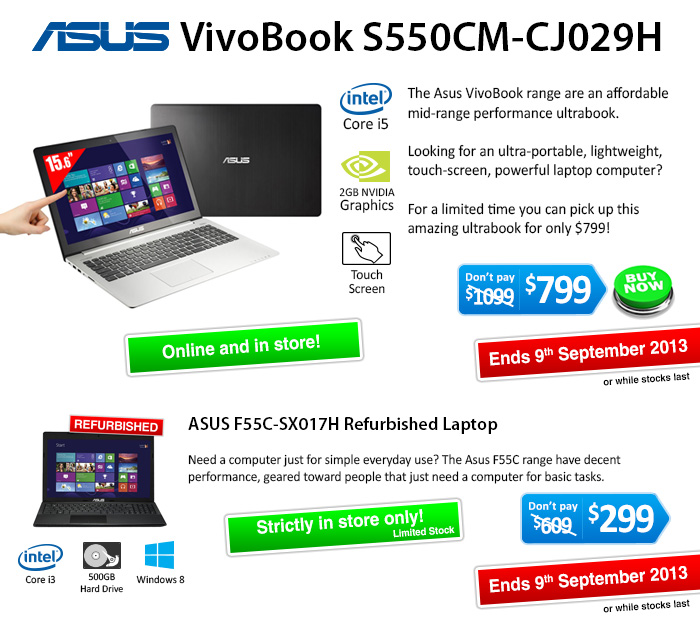 ASUS VivoBook S550CM-CJ029H
15.6"
ASUS
ASUS
intel
Core i5
2GB NVIDIA
Graphics
Touch
Screen
The Asus VivoBook range are an affordable
mid-range performance ultrabook.
Looking for an ultra-portable, lightweight,
touch-screen, powerful laptop computer?
For a limited time you can pick up this
amazing ultrabook for only $799!
Don't pay
$1099
$799
BUY
NOW
Online and in store!
Ends 9th September 2013
or while stocks last
REFURBISHED
Start
ASUS
ASUS F55C-SX017H Refurbished Laptop
Need a computer just for simple everyday use? The Asus F55C range have decent
performance, geared toward people that just need a computer for basic tasks.
Strictly in store only!
Limited Stock
Don't pay
$609
$299
intel
Core i3
500GB
Hard Drive
Windows 8
Ends 9th September 2013
or while stocks last